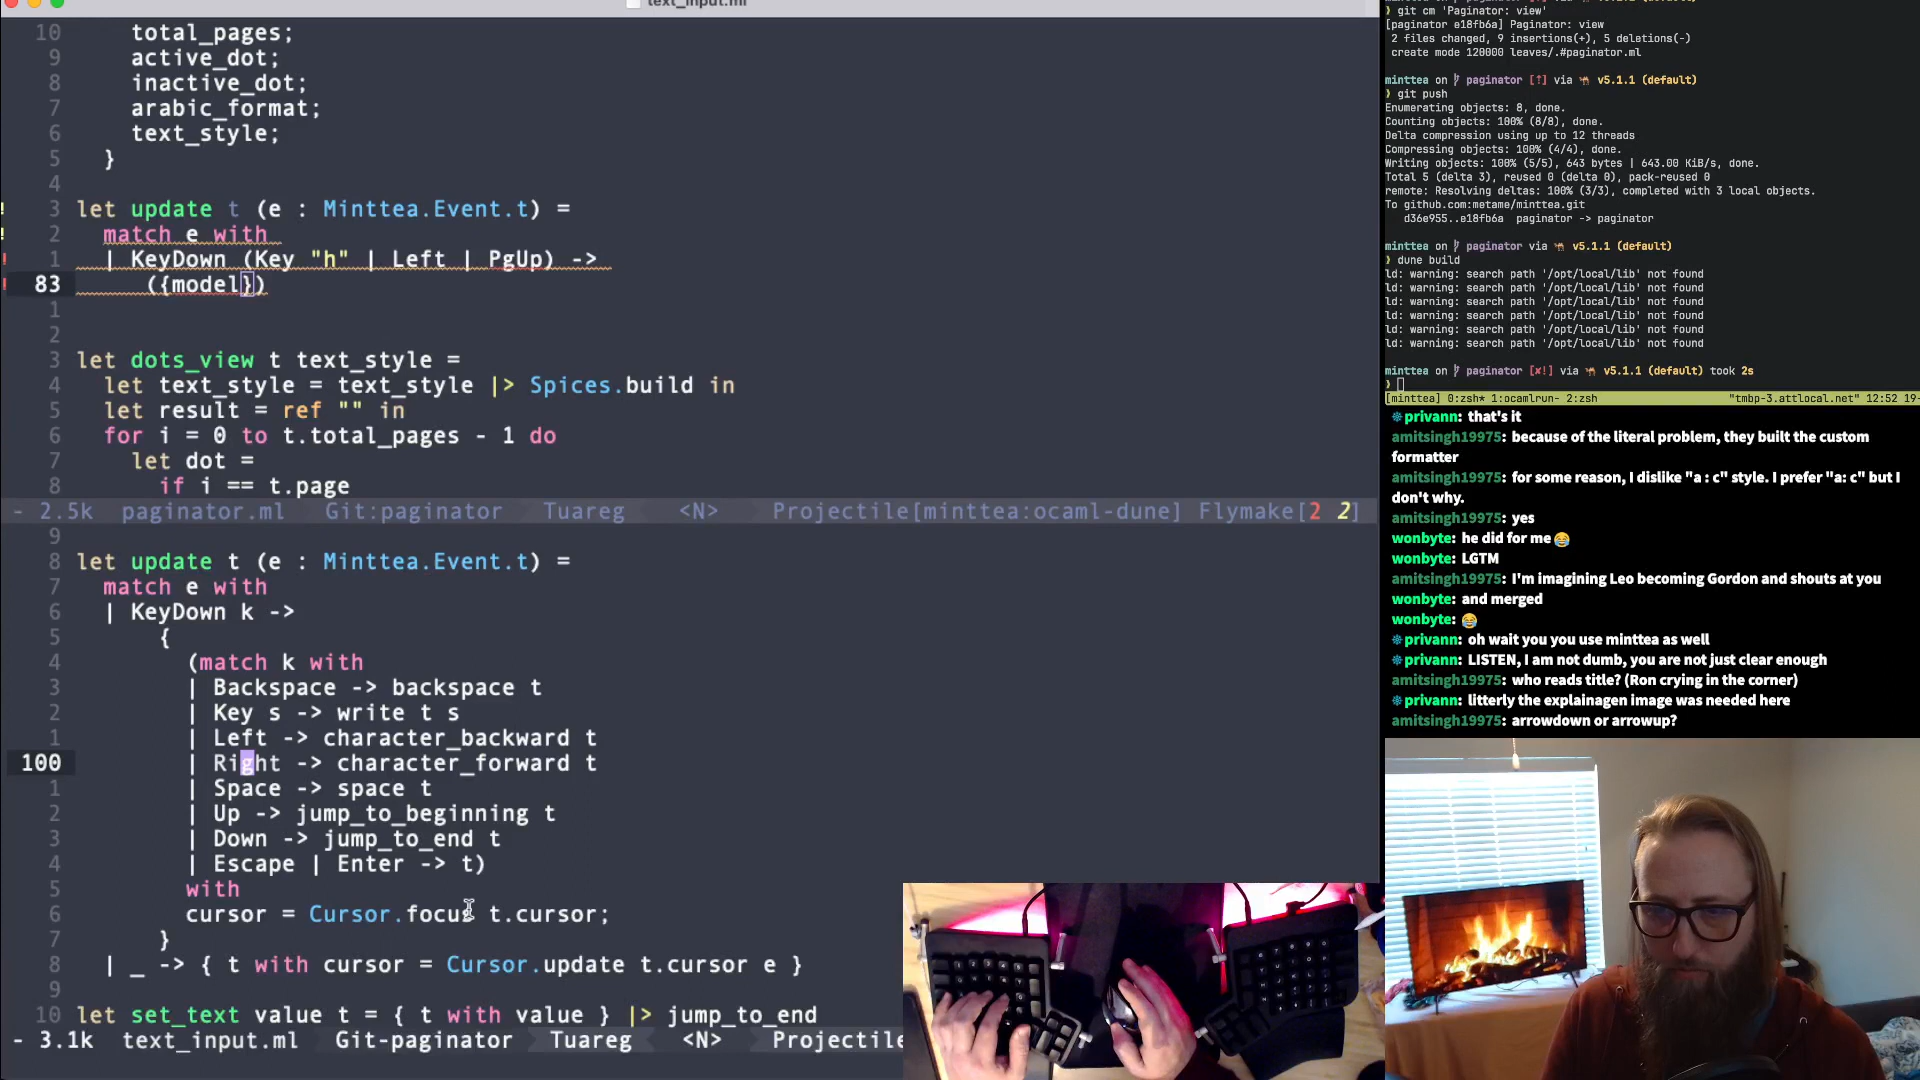 text_input.ml
10 total_pages;
9 active_dot;
8 inactive_dot;
7 arabic_format;
6 text_style;
5 }
4
3 let update t (e : Minttea.Event.t) =
2 match e with
1 | KeyDown (Key "h" | Left | PgUp) ->
83 ({model})
1
2
3 let dots_view t text_style =
4 let text_style = text_style |> Spices.build in
5 let result = ref "" in
6 for i = 0 to t.total_pages - 1 do
7 let dot =
8 if i == t.page
- 2.5k paginator.ml Git:paginator Tuareg <N> Projectile[minttea:ocaml-dune] Flymake[2 2]
9
8 let update t (e : Minttea.Event.t) =
7 match e with
6 | KeyDown k ->
5 {
4 (match k with
3 | Backspace -> backspace t
2 | Key s -> write t s
1 | Left -> character_backward t
100 | Right -> character_forward t
1 | Space -> space t
2 | Up -> jump_to_beginning t
3 | Down -> jump_to_end t
4 | Escape | Enter -> t)
5 with
6 cursor = Cursor.focus t.cursor;
7 }
8 | _ -> { t with cursor = Cursor.update t.cursor e }
9
10 let set_text value t = { t with value } |> jump_to_end
- 3.1k text_input.ml Git-paginator Tuareg <N> Projectile
❯ git cm 'Paginator: view'
[paginator e18fb6a] Paginator: view
2 files changed, 9 insertions(+), 5 deletions(-)
create mode 120000 leaves/.#paginator.ml
minttea on paginator [↑] via 🐫 v5.1.1 (default)
❯ git push
Enumerating objects: 8, done.
Counting objects: 100% (8/8), done.
Delta compression using up to 12 threads
Compressing objects: 100% (4/4), done.
Writing objects: 100% (5/5), 643 bytes | 643.00 KiB/s, done.
Total 5 (delta 3), reused 0 (delta 0), pack-reused 0
remote: Resolving deltas: 100% (3/3), completed with 3 local objects.
To github.com:metame/minttea.git
d36e955..e18fb6a paginator -> paginator
minttea on paginator via 🐫 v5.1.1 (default)
❯ dune build
ld: warning: search path '/opt/local/lib' not found
ld: warning: search path '/opt/local/lib' not found
ld: warning: search path '/opt/local/lib' not found
ld: warning: search path '/opt/local/lib' not found
ld: warning: search path '/opt/local/lib' not found
ld: warning: search path '/opt/local/lib' not found
minttea on paginator [✘!] via 🐫 v5.1.1 (default) took 2s
❯
[minttea] 0:zsh* 1:ocamlrun- 2:zsh "tmbp-3.attlocal.net" 12:52 19-
privann: that's it
amitsingh19975: because of the literal problem, they built the custom
formatter
amitsingh19975: for some reason, I dislike "a : c" style. I prefer "a: c" but I
don't why.
amitsingh19975: yes
wonbyte: he did for me 😂
wonbyte: LGTM
amitsingh19975: I'm imagining Leo becoming Gordon and shouts at you
wonbyte: and merged
wonbyte: 😂
privann: oh wait you you use minttea as well
privann: LISTEN, I am not dumb, you are not just clear enough
amitsingh19975: who reads title? (Ron crying in the corner)
privann: litterly the explainagen image was needed here
amitsingh19975: arrowdown or arrowup?